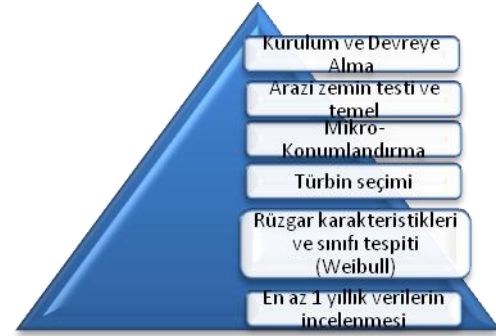 Kurulum ve Devreye
Alma
Arazi zemin testi ve
temel
Mikro-
Konumlandırma
Türbin seçimi
Rüzgar karakteristikleri
ve sınıfı tespiti
(Weibull)
En az 1 yıllık verilerin
incelenmesi